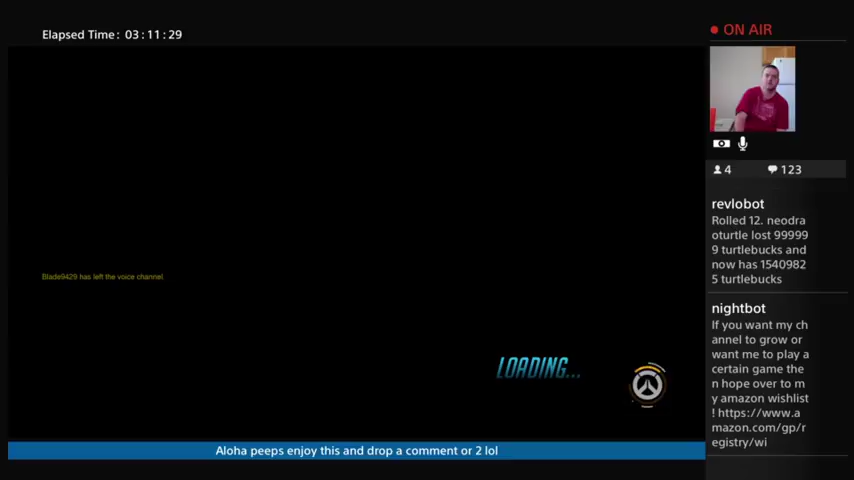 Elapsed Time: 03:11:29
ON AIR
4
123
revlobot
Rolled 12. neodra
oturtle lost 99999
9 turtlebucks and
now has 1540982
5 turtlebucks
Blade9429 has left the voice channel.
nightbot
If you want my ch
annel to grow or
want me to play a
certain game the
n hope over to m
y amazon wishlist
! https://www.a
mazon.com/gp/r
egistry/wi
LOADING...
Aloha peeps enjoy this and drop a comment or 2 lol